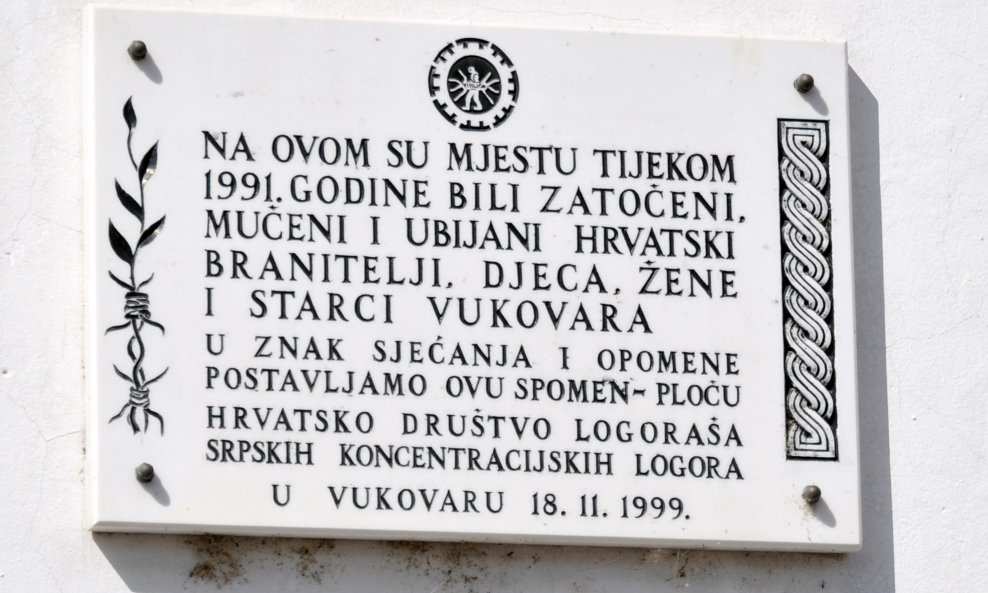 NA OVOM SU MJESTU TIJEKOM
1991. GODINE BILI ZATOČENI,
MUČENI I UBIJANI HRVATSKI
BRANITELJI, DJECA, ŽENE
I STARCI VUKOVARA
U ZNAK SJEĆANJA I OPOMENE
POSTAVLJAMO OVU SPOMEN-PLOČU
HRVATSKO DRUŠTVO LOGORAŠA
SRPSKIH KONCENTRACIJSKIH LOGORA
U VUKOVARU 18. 11. 1999.